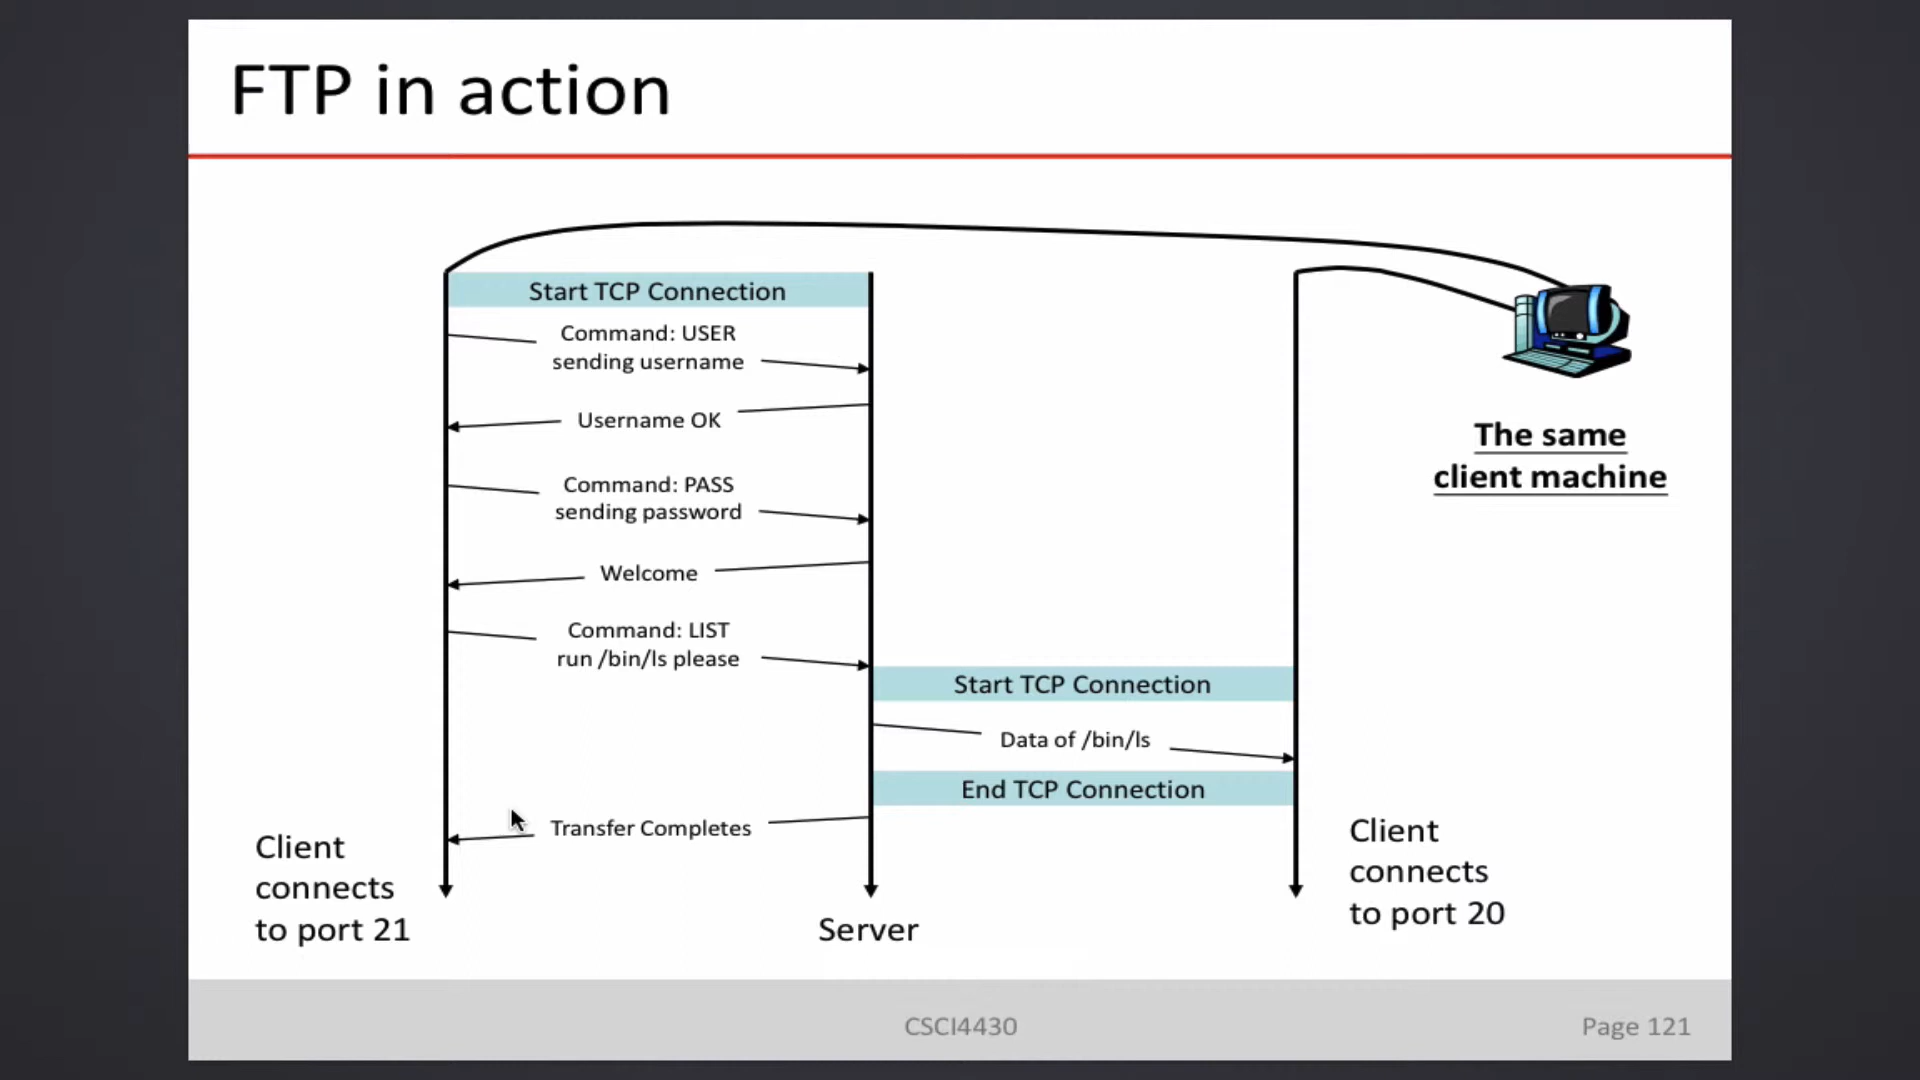 FTP in action
Start TCP Connection
Command: USER
sending username
Username OK
Command: PASS
sending password
Welcome
Command: LIST
run /bin/ls please
Start TCP Connection
Data of /bin/ls
End TCP Connection
Transfer Completes
The same
client machine
Client
connects
to port 21
Server
Client
connects
to port 20
CSCI4430
Page 121